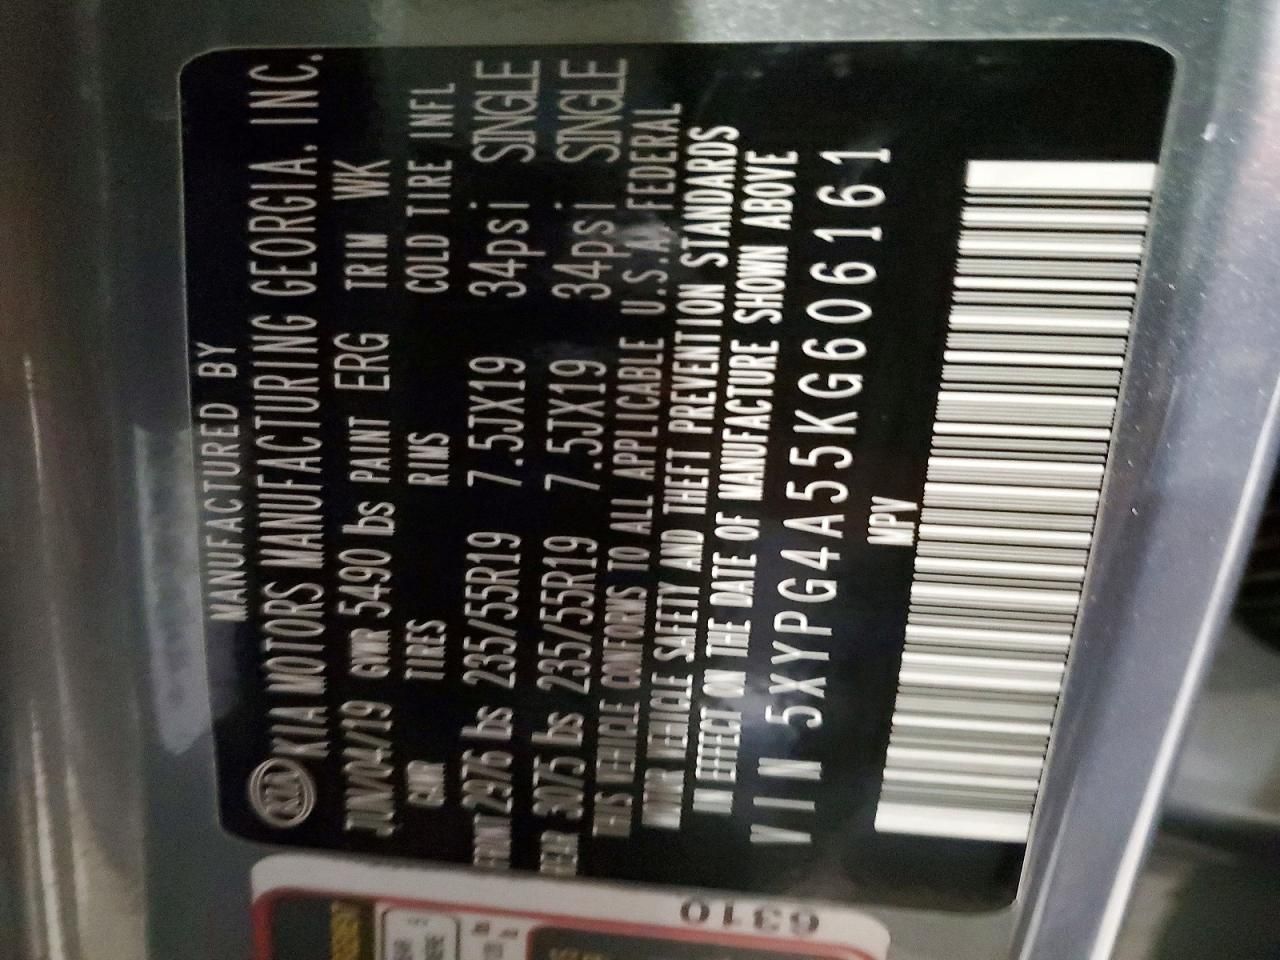 MANUFACTURED BY
KIA MOTORS MANUFACTURING GEORGIA, INC.
JUN/04/19 GVWR 5490 lbs PAINT ERG TRIM WK
GAWR TIRES RIMS COLD TIRE INFL
FRONT 2976 lbs 235/55R19 7.5JX19 34psi SINGLE
REAR 3075 lbs 235/55R19 7.5JX19 34psi SINGLE
THIS VEHICLE CONFORMS TO ALL APPLICABLE U.S.A. FEDERAL
MOTOR VEHICLE SAFETY AND THEFT PREVENTION STANDARDS
IN EFFECT ON THE DATE OF MANUFACTURE SHOWN ABOVE
VIN 5XYPG4A55KG606161
MPV
6310